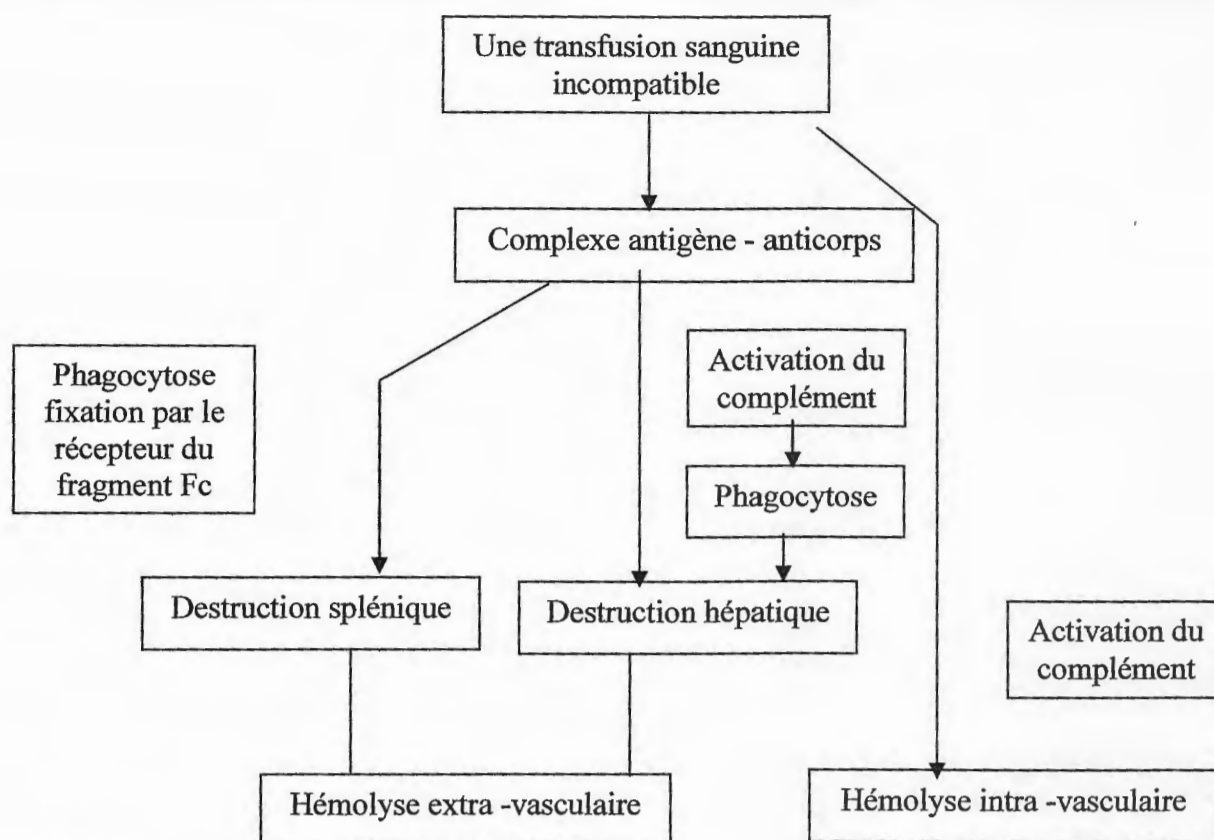 Une transfusion sanguine
incompatible
Complexe antigène - anticorps
Phagocytose
fixation par le
récepteur du
fragment Fc
Activation du
complément
Phagocytose
Destruction splénique
Destruction hépatique
Activation du
complément
Hémolyse extra -vasculaire
Hémolyse intra -vasculaire